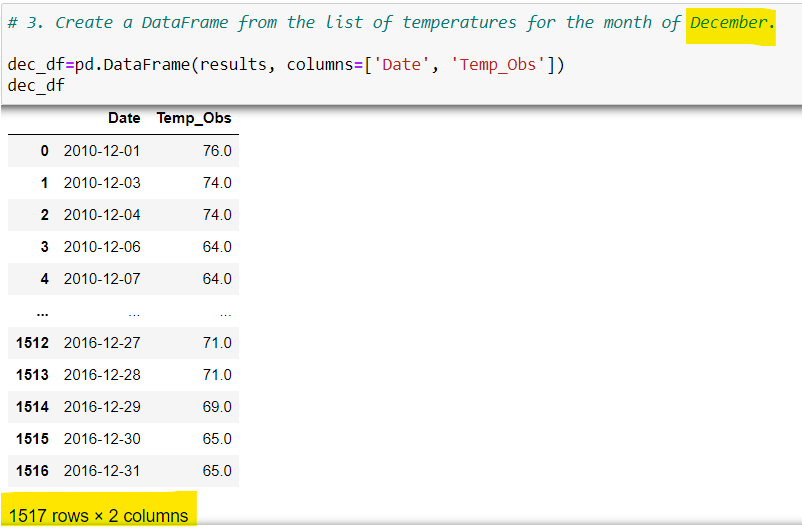 # 3. Create a DataFrame from the list of temperatures for the month of December.
dec_df=pd.DataFrame(results, columns=['Date', 'Temp_Obs'])
dec_df
Date Temp_Obs
0 2010-12-01 76.0
1 2010-12-03 74.0
2 2010-12-04 74.0
3 2010-12-06 64.0
4 2010-12-07 64.0
... ... ...
1512 2016-12-27 71.0
1513 2016-12-28 71.0
1514 2016-12-29 69.0
1515 2016-12-30 65.0
1516 2016-12-31 65.0
1517 rows × 2 columns